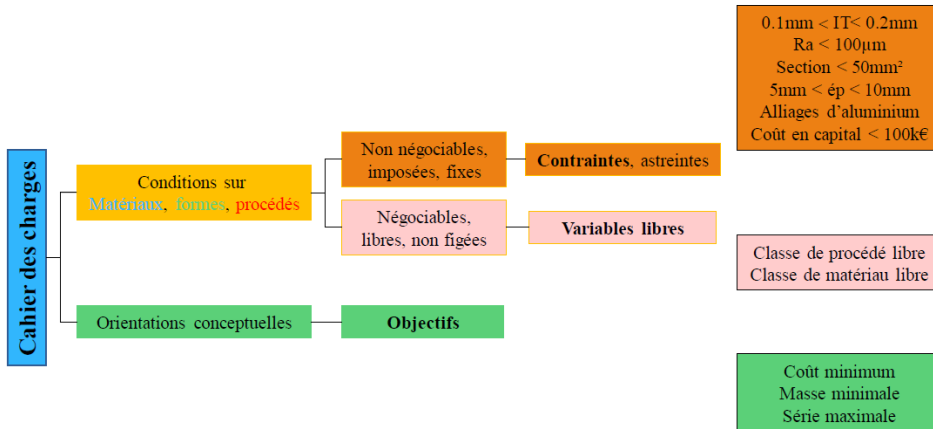 Cahier des charges
Conditions sur
Matériaux, formes, procédés
Non négociables,
imposées, fixes
Contraintes, astreintes
0.1mm < IT< 0.2mm
Ra < 100µm
Section < 50mm²
5mm < ép < 10mm
Alliages d’aluminium
Coût en capital < 100k€
Négociables,
libres, non figées
Variables libres
Classe de procédé libre
Classe de matériau libre
Orientations conceptuelles
Objectifs
Coût minimum
Masse minimale
Série maximale